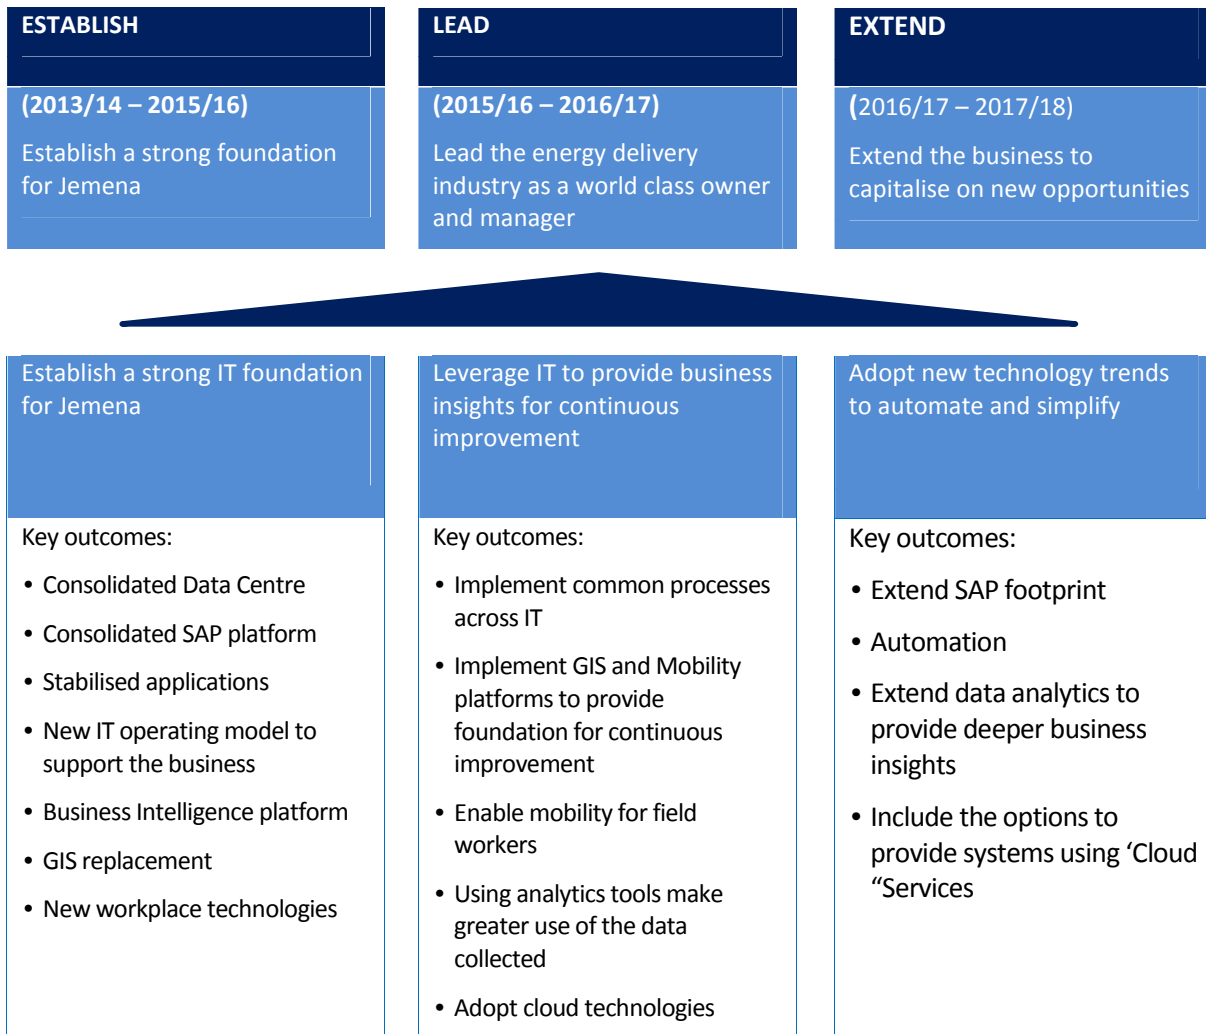 ESTABLISH
(2013/14 – 2015/16)
Establish a strong foundation
for Jemena
LEAD
(2015/16 – 2016/17)
Lead the energy delivery
industry as a world class owner
and manager
EXTEND
(2016/17 – 2017/18)
Extend the business to
capitalise on new opportunities
Establish a strong IT foundation
for Jemena
Key outcomes:
• Consolidated Data Centre
• Consolidated SAP platform
• Stabilised applications
• New IT operating model to
support the business
• Business Intelligence platform
• GIS replacement
• New workplace technologies
Leverage IT to provide business
insights for continuous
improvement
Key outcomes:
• Implement common processes
across IT
• Implement GIS and Mobility
platforms to provide
foundation for continuous
improvement
• Enable mobility for field
workers
• Using analytics tools make
greater use of the data
collected
• Adopt cloud technologies
Adopt new technology trends
to automate and simplify
Key outcomes:
• Extend SAP footprint
• Automation
• Extend data analytics to
provide deeper business
insights
• Include the options to
provide systems using ‘Cloud
“Services